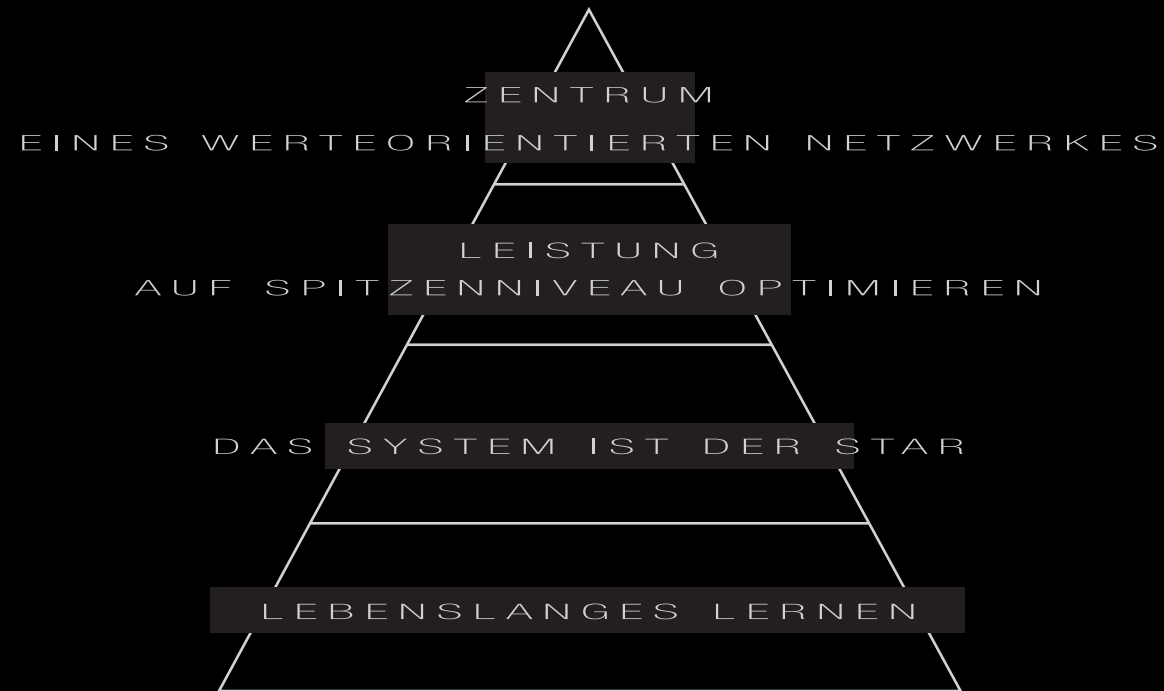 ZENTRUM
EINES WERTEORIENTIERTEN NETZWERKES
LEISTUNG
AUF SPITZENNIVEAU OPTIMIEREN
DAS SYSTEM IST DER STAR
LEBENSLANGES LERNEN